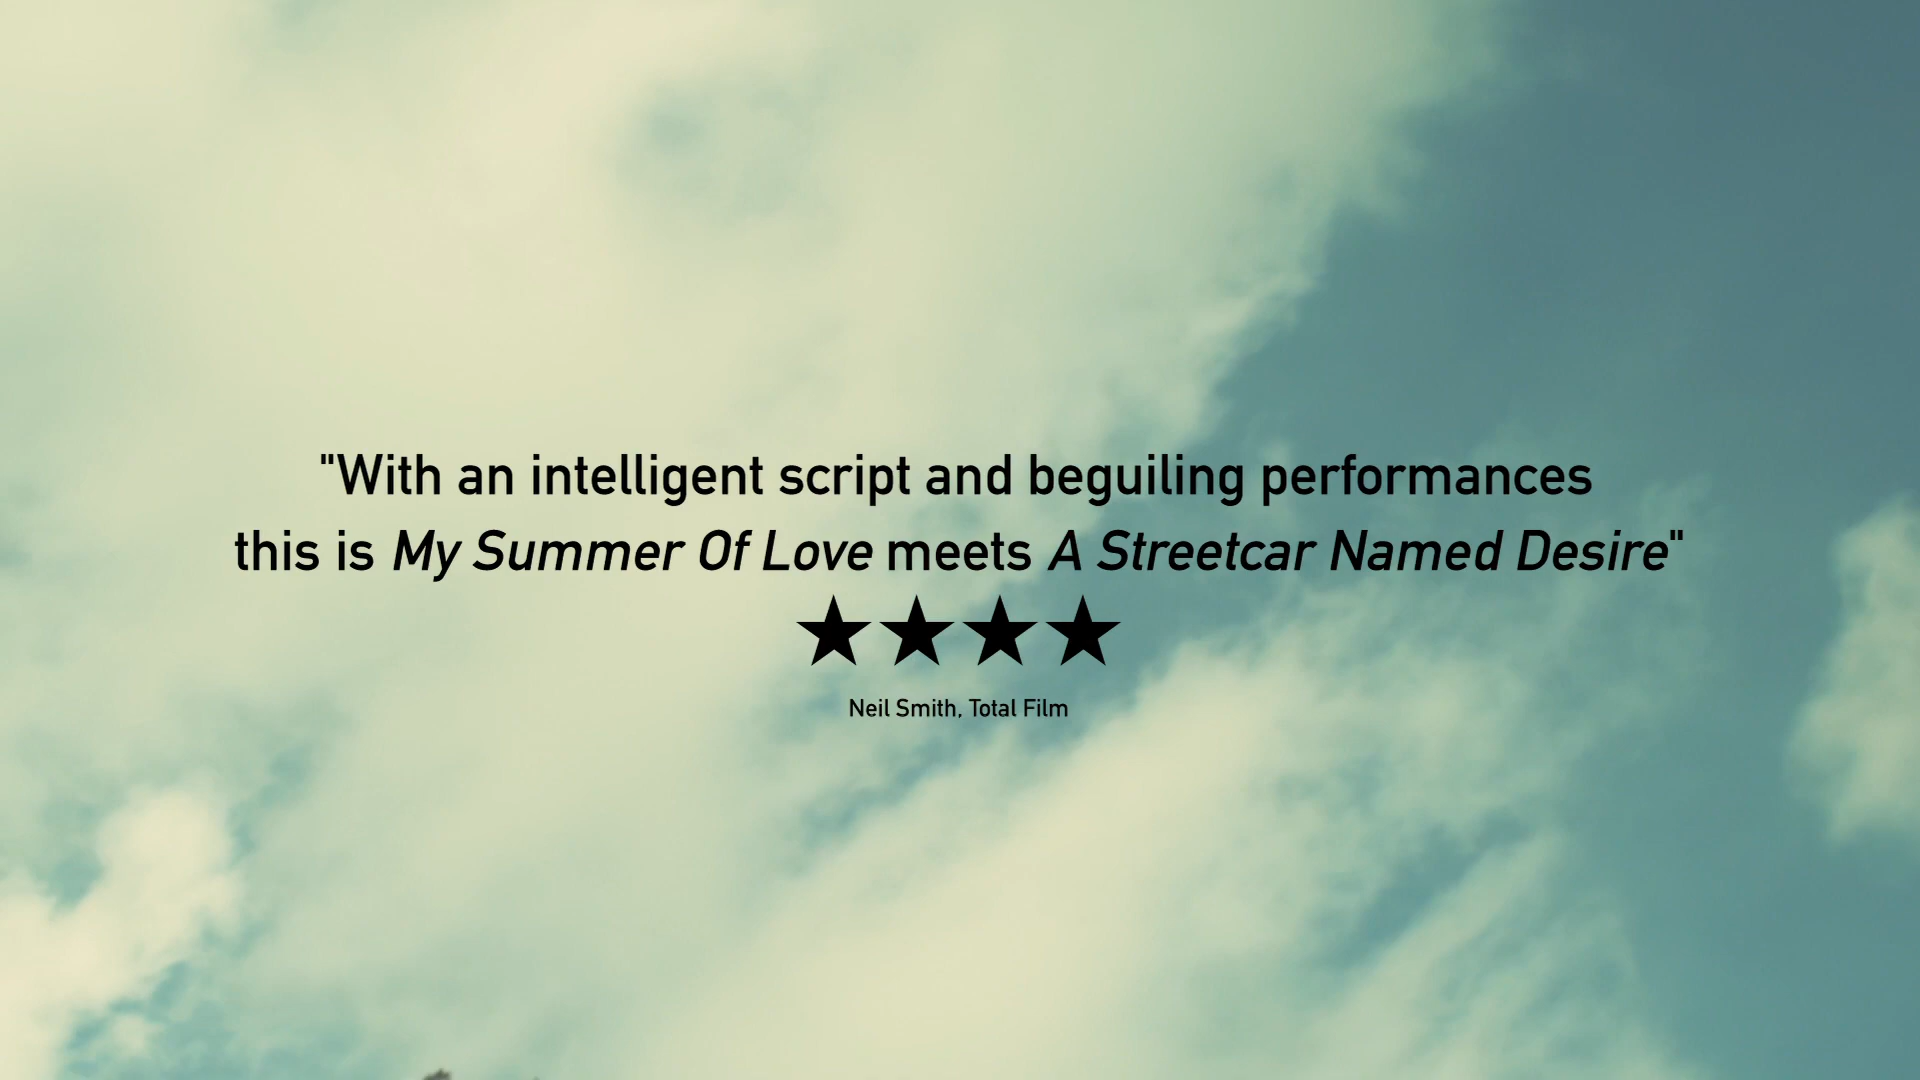 "With an intelligent script and beguiling performances
this is My Summer Of Love meets A Streetcar Named Desire"
★★★★
Neil Smith, Total Film